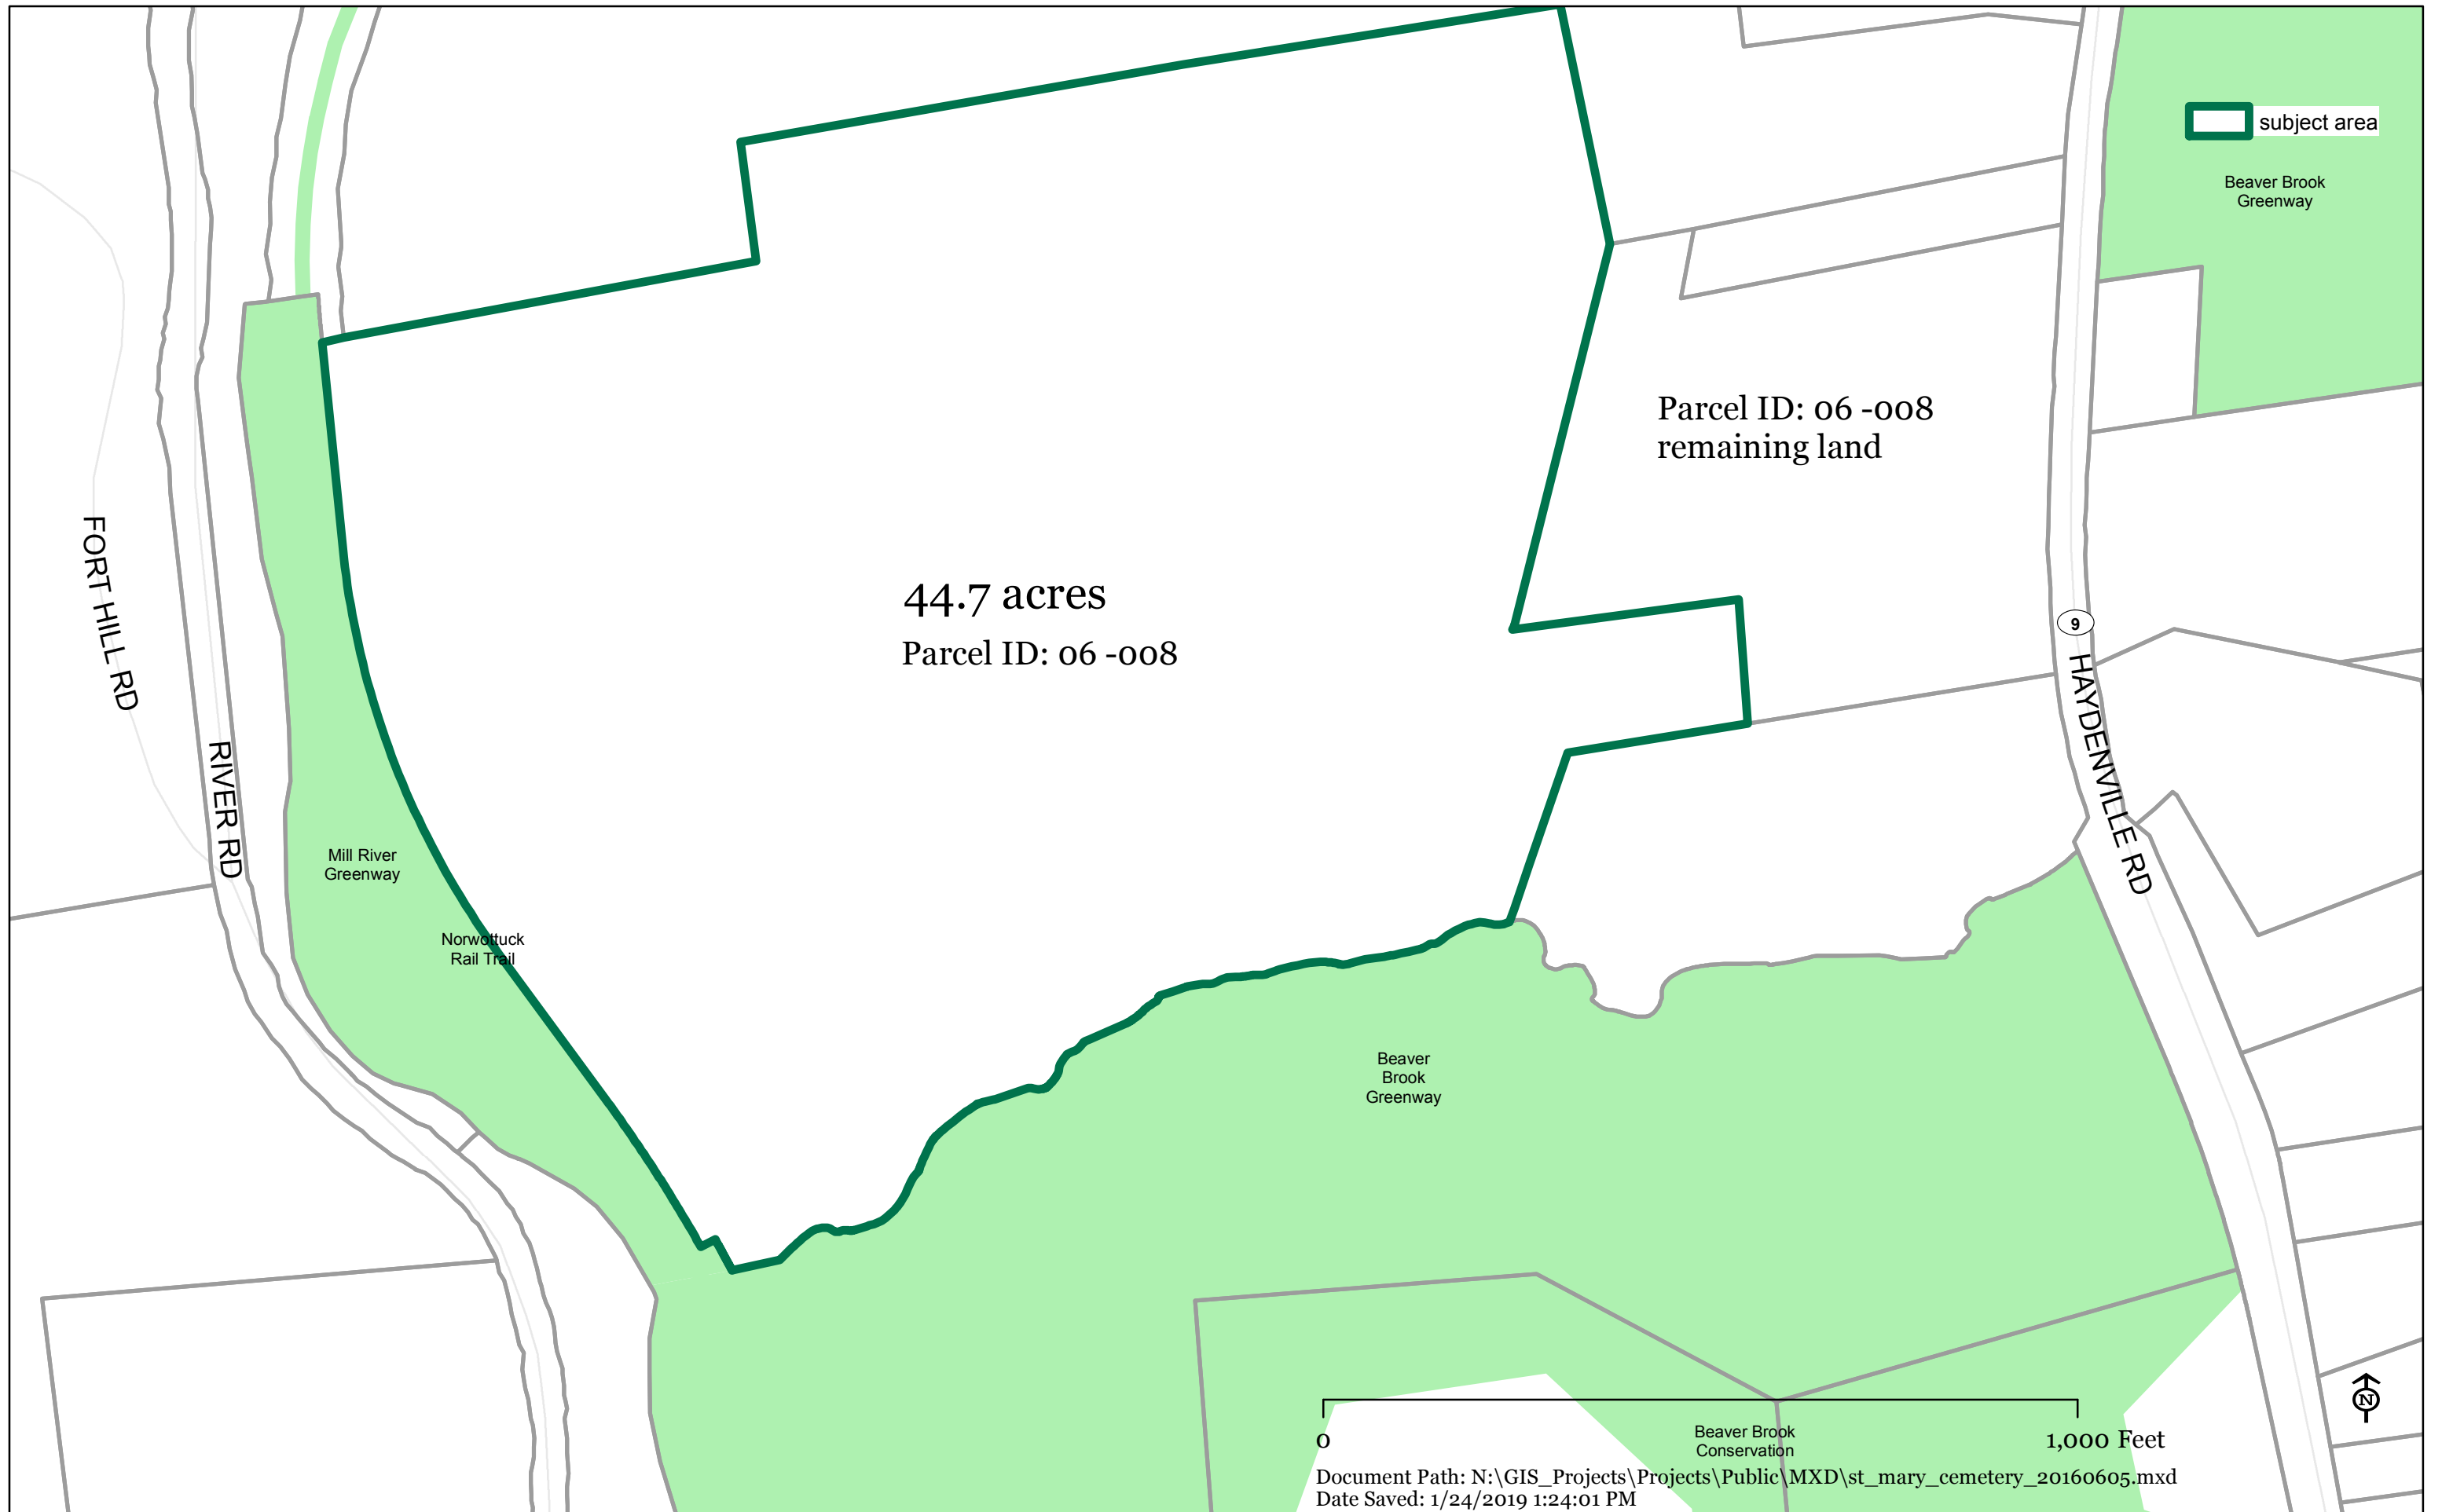 subject area
Beaver Brook
Greenway
Parcel ID: 06 -008
remaining land
FORT HILL RD
44.7 acres
Parcel ID: 06 -008
9
HAYDENVILLE RD
RIVER RD
Mill River
Greenway
Norwottuck
Rail Trail
Beaver
Brook
Greenway
N
0
1,000 Feet
Beaver Brook
Conservation
Document Path: N:\GIS_Projects\Projects\Public\MXD\st_mary_cemetery_20160605.mxd
Date Saved: 1/24/2019 1:24:01 PM